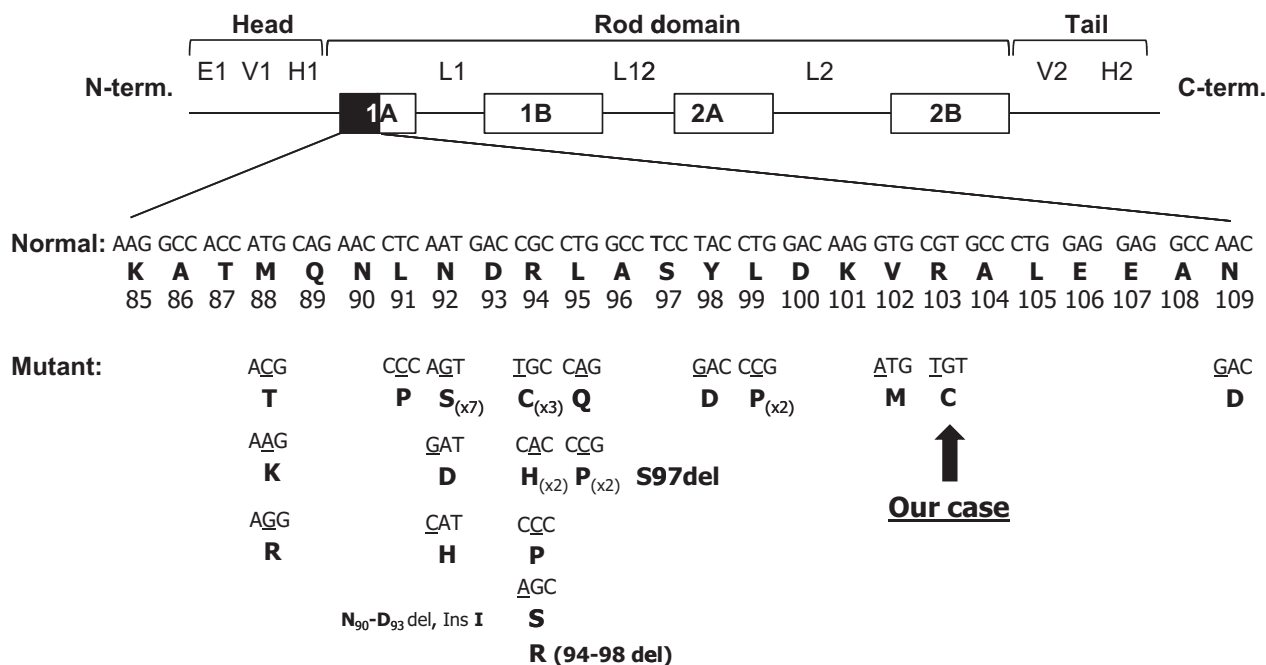 Head Rod domain Tail
E1 V1 H1 L1 L12 L2 V2 H2
N-term. C-term.
1A 1B 2A 2B
Normal: AAG GCC ACC ATG CAG AAC CTC AAT GAC CGC CTG GCC TCC TAC CTG GAC AAG GTG CGT GCC CTG GAG GAG GCC AAC
K A T M Q N L N D R L A S Y L D K V R A L E E A N
85 86 87 88 89 90 91 92 93 94 95 96 97 98 99 100 101 102 103 104 105 106 107 108 109
Mutant: ACG CCC AGT TGC CAG GAC CCG ATG TGT GAC
T P S(x7) C(x3) Q D P(x2) M C D
AAG GAT CAC CCG
K D H(x2) P(x2) S97del
Our case
AGG CAT CCC
R H P
AGC
N90-D93 del, Ins I S
R (94-98 del)